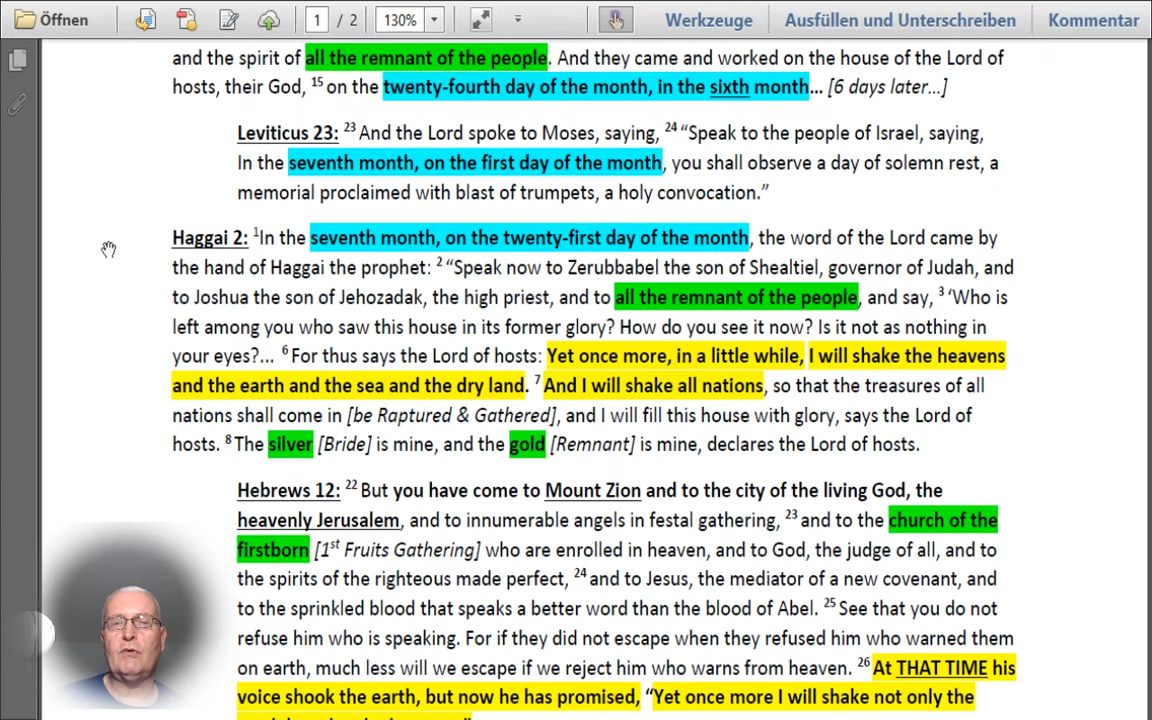 Öffnen 1 / 2 130% Werkzeuge Ausfüllen und Unterschreiben Kommentar
and the spirit of all the remnant of the people. And they came and worked on the house of the Lord of
hosts, their God, 15 on the twenty-fourth day of the month, in the sixth month... [6 days later...]
Leviticus 23: 23 And the Lord spoke to Moses, saying, 24 “Speak to the people of Israel, saying,
In the seventh month, on the first day of the month, you shall observe a day of solemn rest, a
memorial proclaimed with blast of trumpets, a holy convocation.”
Haggai 2: 1In the seventh month, on the twenty-first day of the month, the word of the Lord came by
the hand of Haggai the prophet: 2 “Speak now to Zerubbabel the son of Shealtiel, governor of Judah, and
to Joshua the son of Jehozadak, the high priest, and to all the remnant of the people, and say, 3 ‘Who is
left among you who saw this house in its former glory? How do you see it now? Is it not as nothing in
your eyes?... 6 For thus says the Lord of hosts: Yet once more, in a little while, I will shake the heavens
and the earth and the sea and the dry land. 7 And I will shake all nations, so that the treasures of all
nations shall come in [be Raptured & Gathered], and I will fill this house with glory, says the Lord of
hosts. 8 The silver [Bride] is mine, and the gold [Remnant] is mine, declares the Lord of hosts.
Hebrews 12: 22 But you have come to Mount Zion and to the city of the living God, the
heavenly Jerusalem, and to innumerable angels in festal gathering, 23 and to the church of the
firstborn [1st Fruits Gathering] who are enrolled in heaven, and to God, the judge of all, and to
the spirits of the righteous made perfect, 24 and to Jesus, the mediator of a new covenant, and
to the sprinkled blood that speaks a better word than the blood of Abel. 25 See that you do not
refuse him who is speaking. For if they did not escape when they refused him who warned them
on earth, much less will we escape if we reject him who warns from heaven. 26 At THAT TIME his
voice shook the earth, but now he has promised, “Yet once more I will shake not only the